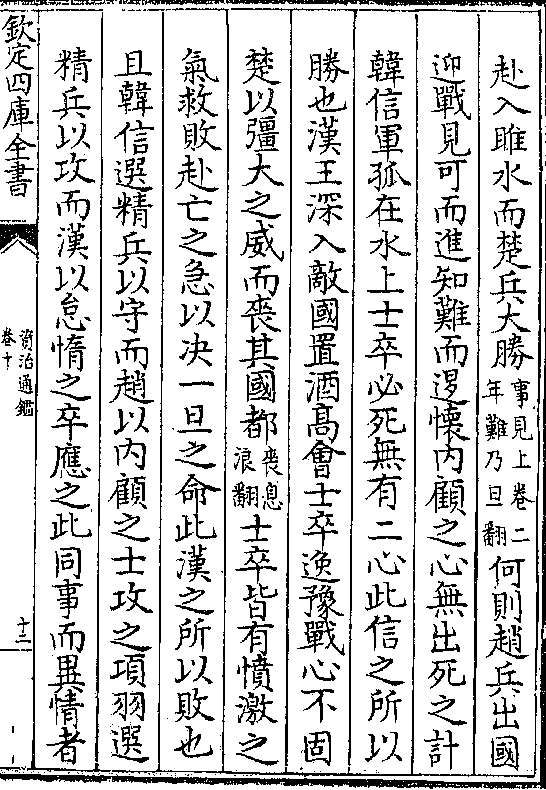 赴入睢水而楚兵大勝事見上卷二年難乃旦翻何則趙兵出國
迎戰見可而進知難而退懷内顧之心無出死之計
韓信軍孤在水上士卒必死無有二心此信之所以
勝也漢王深入敵國置酒髙會士卒逸豫戰心不固
楚以彊大之威而喪其國都喪息浪翻士卒皆有憤激之
氣救敗赴亡之急以決一旦之命此漢之所以敗也
且韓信選精兵以守而趙以内顧之士攻之項羽選
精兵以攻而漢以怠惰之卒應之此同事而異情者
欽定四庫全書
資治通鑑
卷十
十二